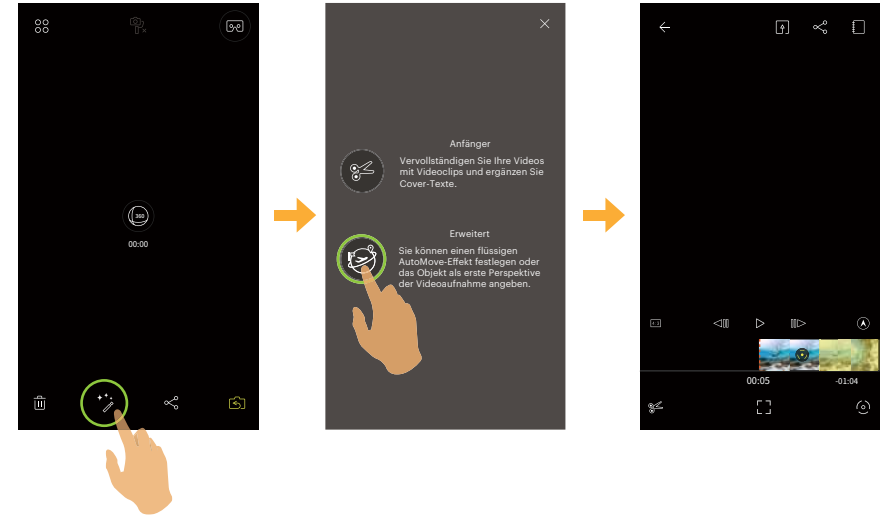 360
00:00
Anfänger
Vervollständigen Sie Ihre Videos
mit Videoclips und ergänzen Sie
Cover-Texte.
Erweitert
Sie können einen flüssigen
AutoMove-Effekt festlegen oder
das Objekt als erste Perspektive
der Videoaufnahme angeben.
00:05
-01:04